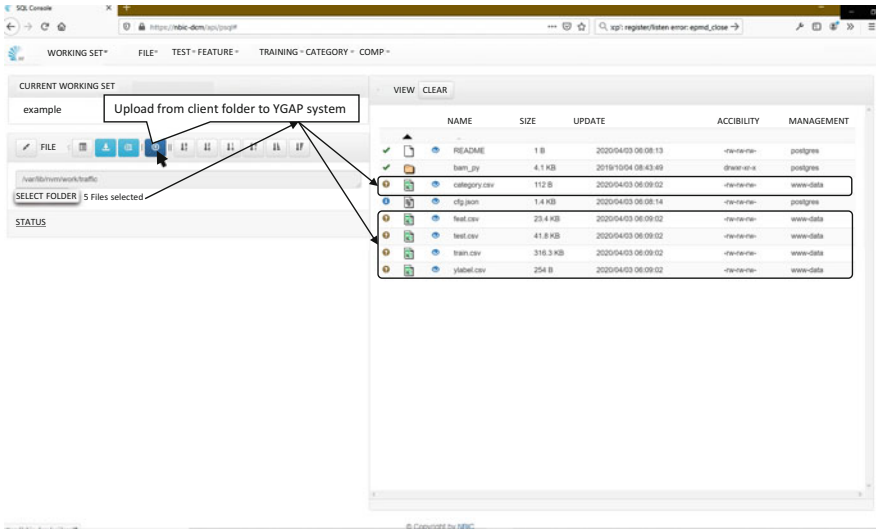 SQL Console
https://nbic-dcm/api/psql#
xp': register/listen error: epmd_close
WORKING SET FILE TEST FEATURE TRAINING CATEGORY COMP
CURRENT WORKING SET
example
Upload from client folder to YGAP system
FILE
/var/lib/nvm/work/traffic
SELECT FOLDER 5 Files selected
STATUS
VIEW CLEAR
NAME SIZE UPDATE ACCIBILITY MANAGEMENT
README 1 B 2020/04/03 06:08:13 -rw-rw-rw- postgres
bam_py 4.1 KB 2019/10/04 08:43:49 drwxr-xr-x postgres
category.csv 112 B 2020/04/03 06:09:02 -rw-rw-rw- www-data
cfg.json 1.4 KB 2020/04/03 06:08:14 -rw-rw-rw- postgres
feat.csv 23.4 KB 2020/04/03 06:09:02 -rw-rw-rw- www-data
test.csv 41.8 KB 2020/04/03 06:09:02 -rw-rw-rw- www-data
train.csv 316.3 KB 2020/04/03 06:09:02 -rw-rw-rw- www-data
ylabel.csv 254 B 2020/04/03 06:09:02 -rw-rw-rw- www-data
© Copyright by NBIC